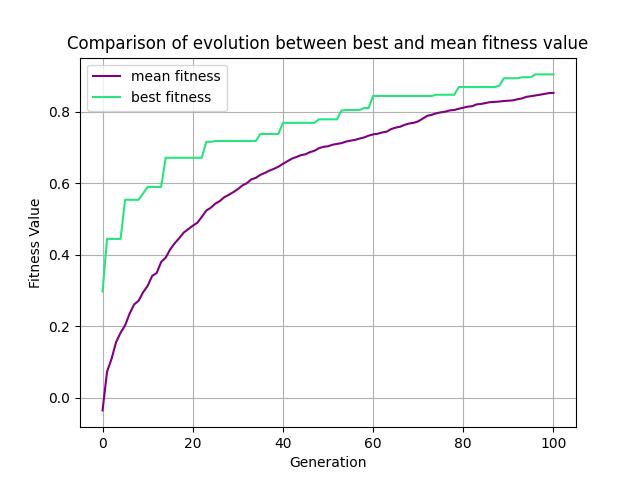 Comparison of evolution between best and mean fitness value
mean fitness
best fitness
Fitness Value
0.8
0.6
0.4
0.2
0.0
0 20 40 60 80 100
Generation